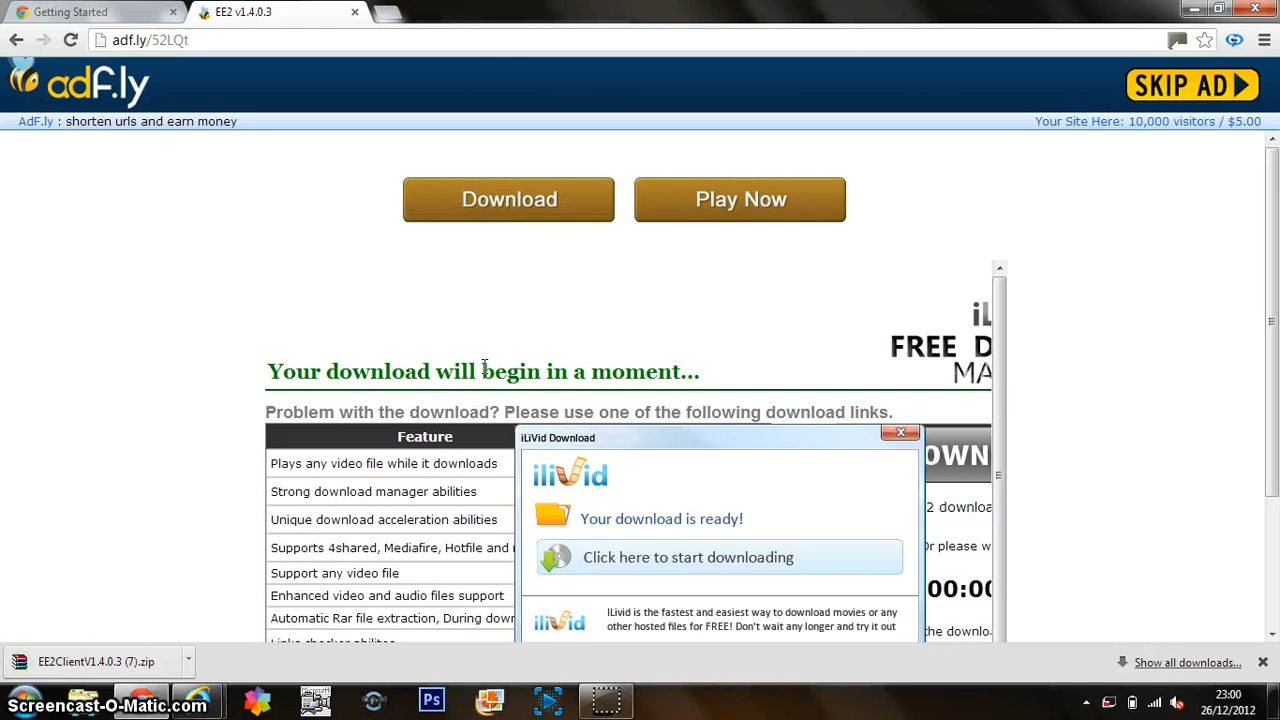 Getting Started
EE2 v1.4.0.3
adf.ly/52LQt
adf.ly
SKIP AD
AdF.ly : shorten urls and earn money
Your Site Here: 10,000 visitors / $5.00
Download
Play Now
iL
FREE D
MA
Your download will begin in a moment...
Problem with the download? Please use one of the following download links.
Feature
Plays any video file while it downloads
Strong download manager abilities
Unique download acceleration abilities
Supports 4shared, Mediafire, Hotfile and
Support any video file
Enhanced video and audio files support
Automatic Rar file extraction, During down
Links checker abilites
iLiVid Download
ilivid
Your download is ready!
Click here to start downloading
ilivid
ILivid is the fastest and easiest way to download movies or any
other hosted files for FREE! Don't wait any longer and try it out
OWN
2 downloa
Or please w
00:00
the downlo
EE2ClientV1.4.0.3 (7).zip
Show all downloads...
Ps
23:00
26/12/2012
Screencast-O-Matic.com